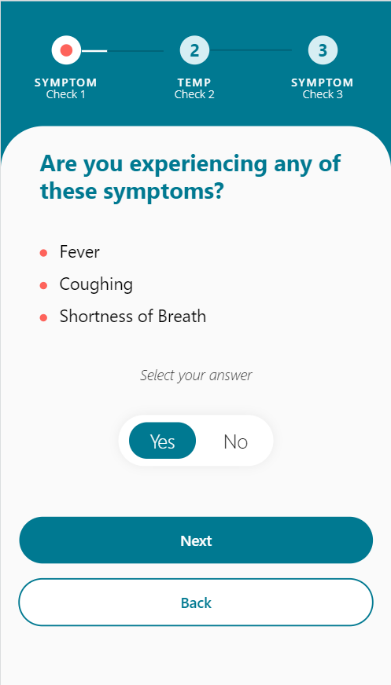 2 3
SYMPTOM TEMP SYMPTOM
Check 1 Check 2 Check 3
Are you experiencing any of
these symptoms?
Fever
Coughing
Shortness of Breath
Select your answer
Yes No
Next
Back